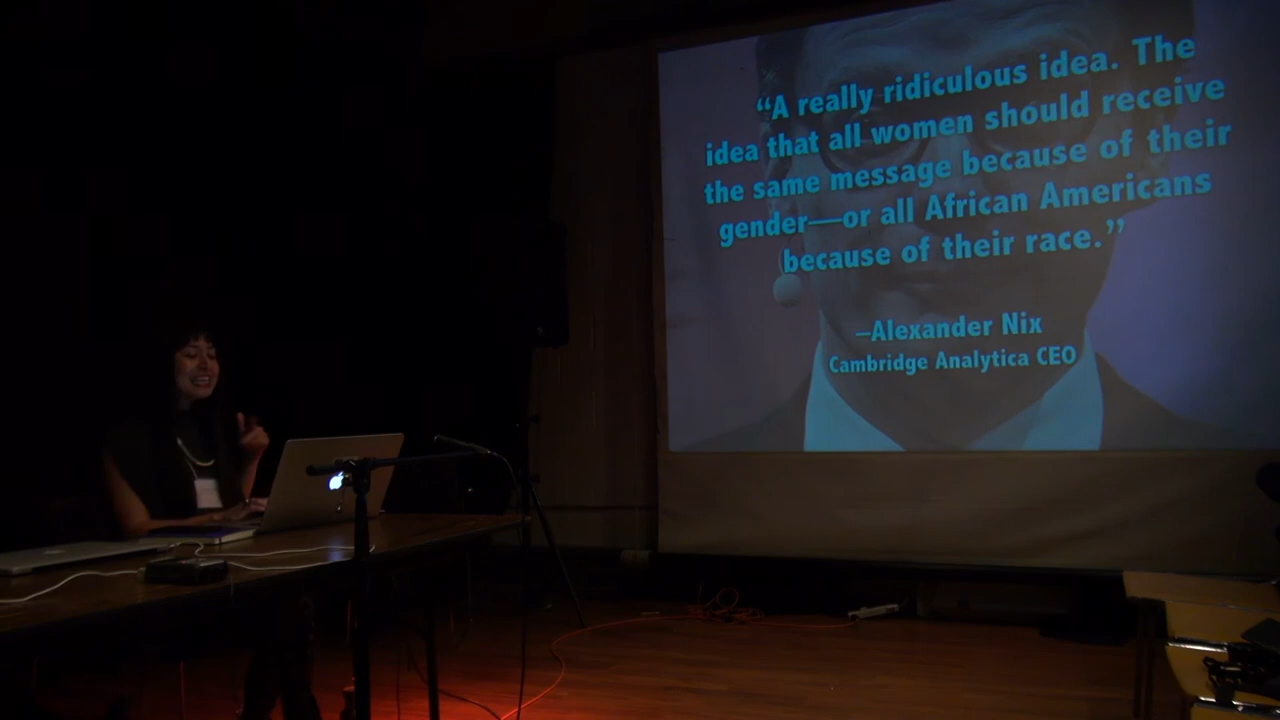 “A really ridiculous idea. The
idea that all women should receive
the same message because of their
gender—or all African Americans
because of their race.”
–Alexander Nix
Cambridge Analytica CEO